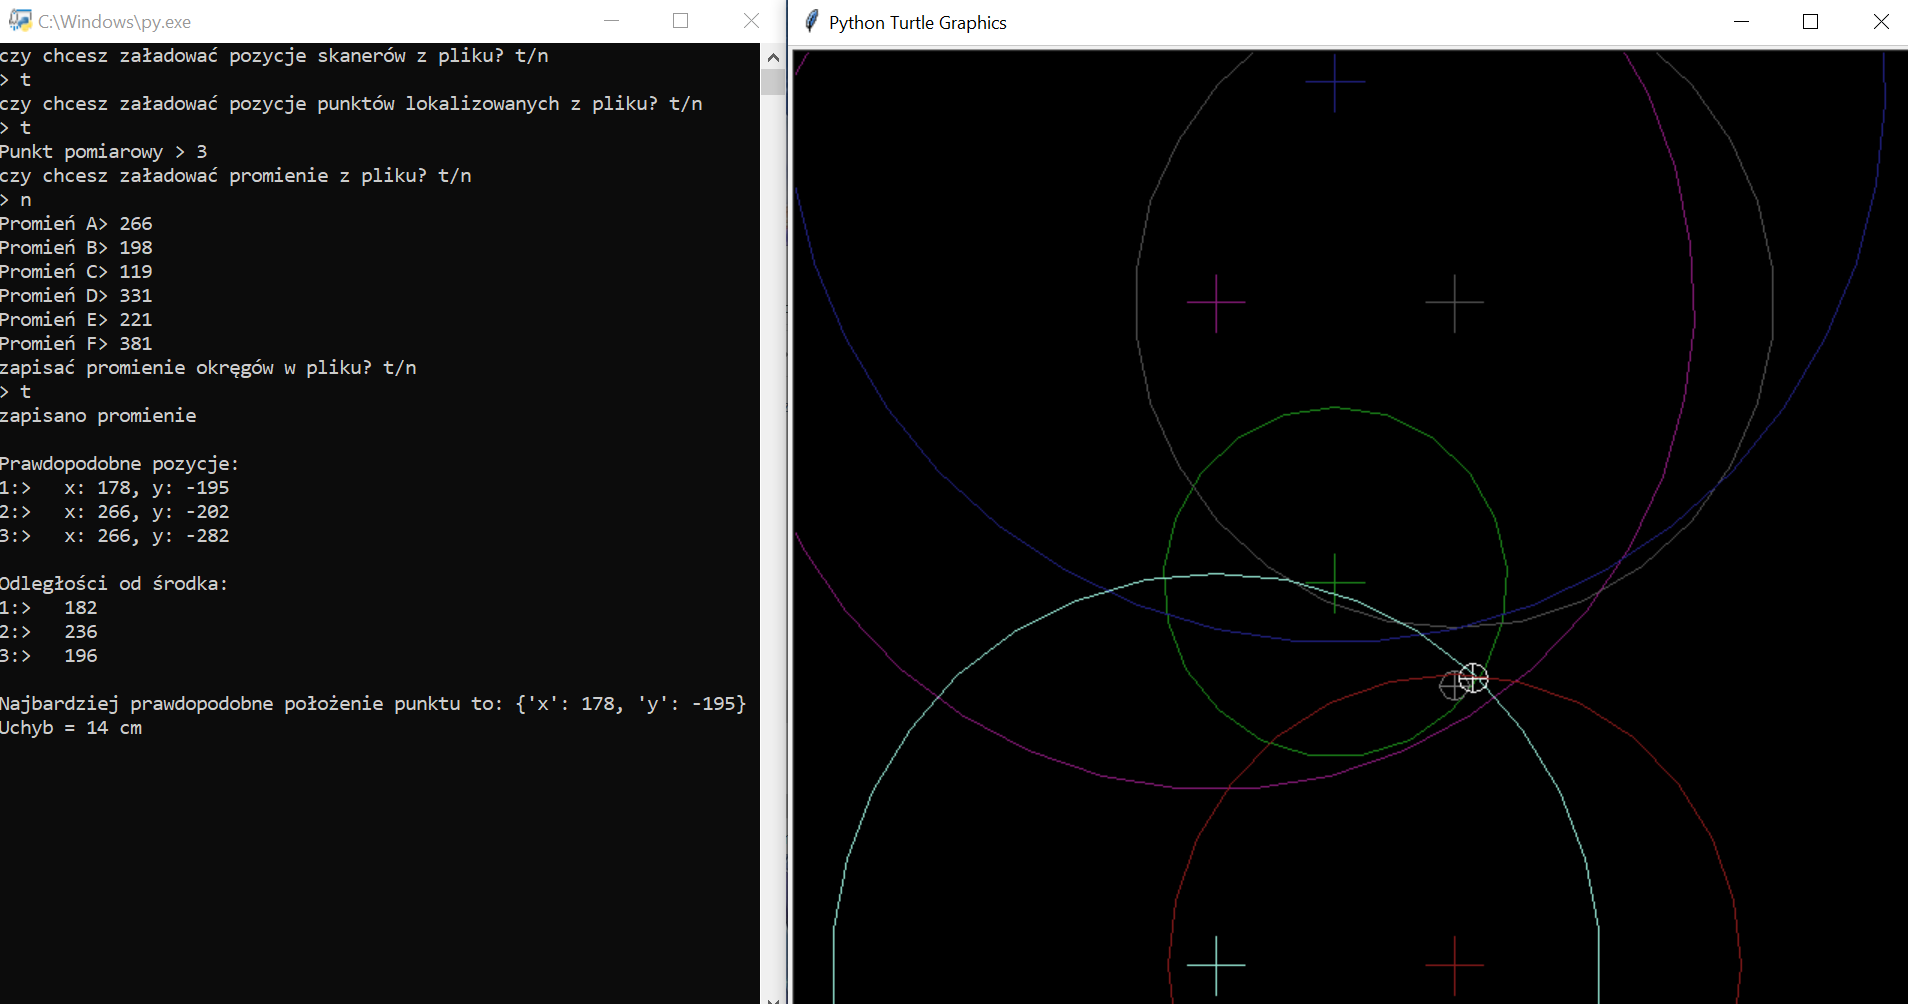 C:\Windows\py.exe
czy chcesz załadować pozycje skanerów z pliku? t/n
> t
czy chcesz załadować pozycje punktów lokalizowanych z pliku? t/n
> t
Punkt pomiarowy > 3
czy chcesz załadować promienie z pliku? t/n
> n
Promień A> 266
Promień B> 198
Promień C> 119
Promień D> 331
Promień E> 221
Promień F> 381
zapisać promienie okręgów w pliku? t/n
> t
zapisano promienie
Prawdopodobne pozycje:
1:>   x: 178, y: -195
2:>   x: 266, y: -202
3:>   x: 266, y: -282
Odległości od środka:
1:>   182
2:>   236
3:>   196
Najbardziej prawdopodobne położenie punktu to: {'x': 178, 'y': -195}
Uchyb = 14 cm
Python Turtle Graphics